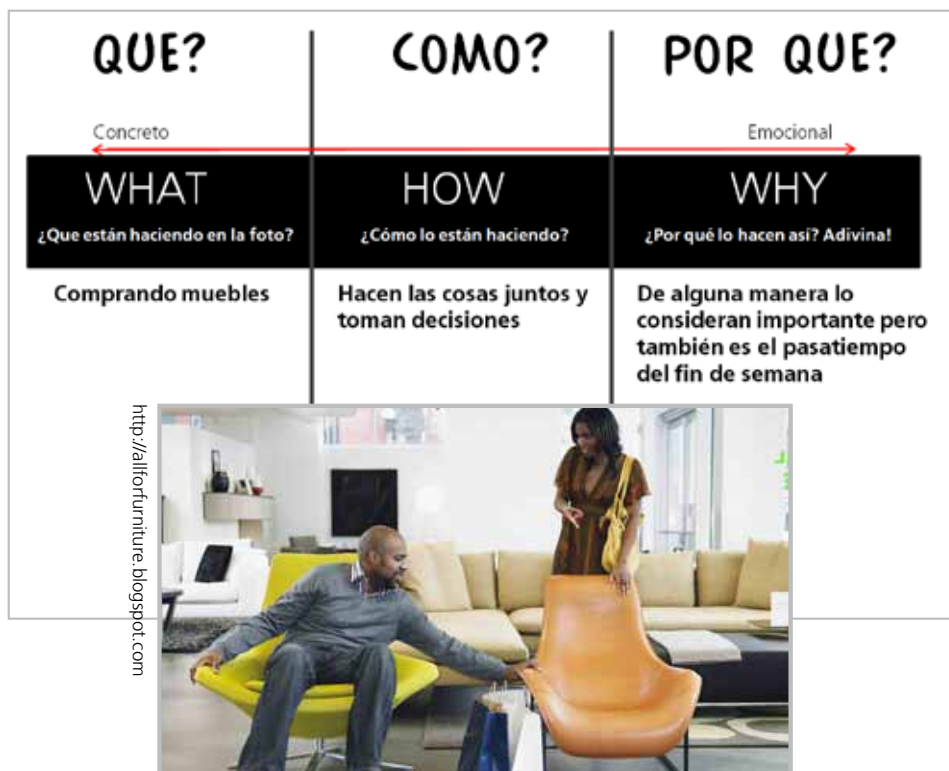 QUE?
COMO?
POR QUE?
Concreto
Emocional
WHAT
HOW
WHY
¿Que están haciendo en la foto?
¿Cómo lo están haciendo?
¿Por qué lo hacen así? Adivina!
Comprando muebles
Hacen las cosas juntos y
toman decisiones
De alguna manera lo
consideran importante pero
también es el pasatiempo
del fin de semana
http://allforfurniture.blogspot.com